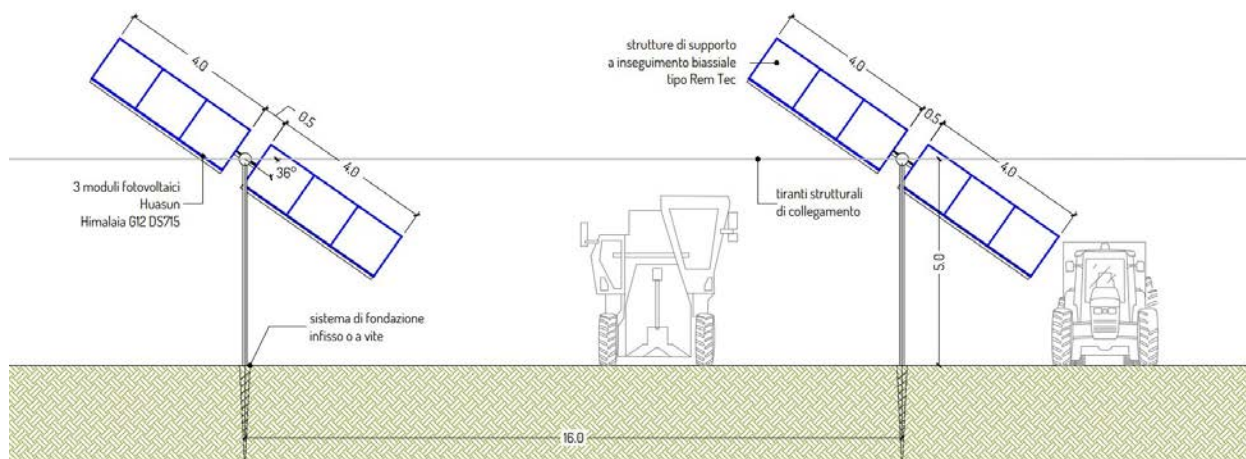 4.0
0.5
4.0
36°
3 moduli fotovoltaici
Huasun
Himalaia G12 DS715
sistema di fondazione
infisso o a vite
strutture di supporto
a inseguimento biassiale
tipo Rem Tec
4.0
0.5
4.0
tiranti strutturali
di collegamento
5.0
16.0